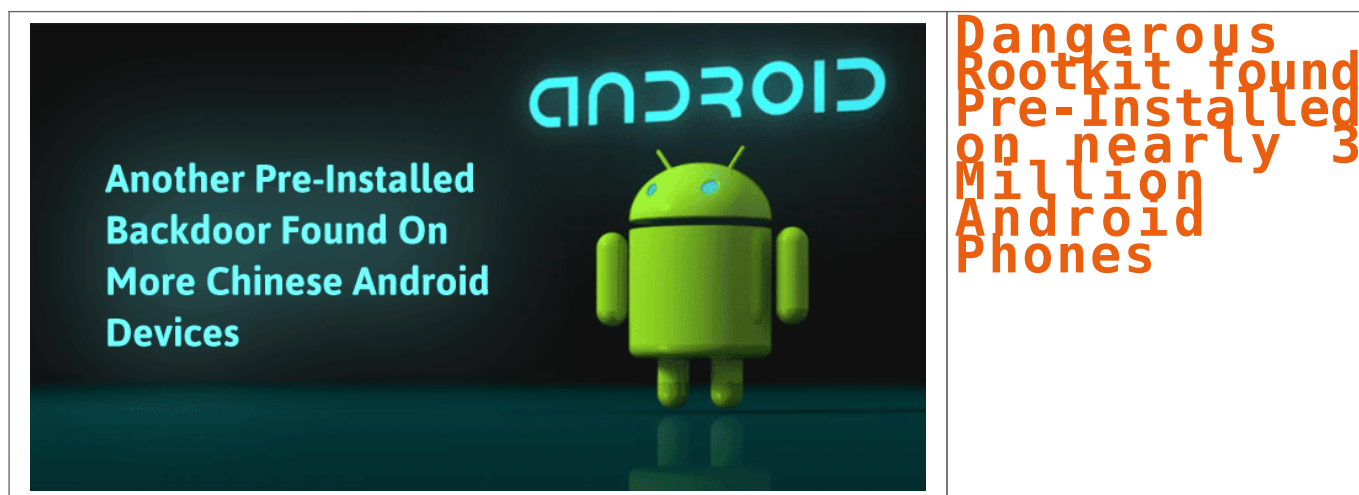 ANDROID
Another Pre-Installed
Backdoor Found On
More Chinese Android
Devices
Dangerous
Rootkit found
Pre-Installed
on nearly 3
Million
Android
Phones